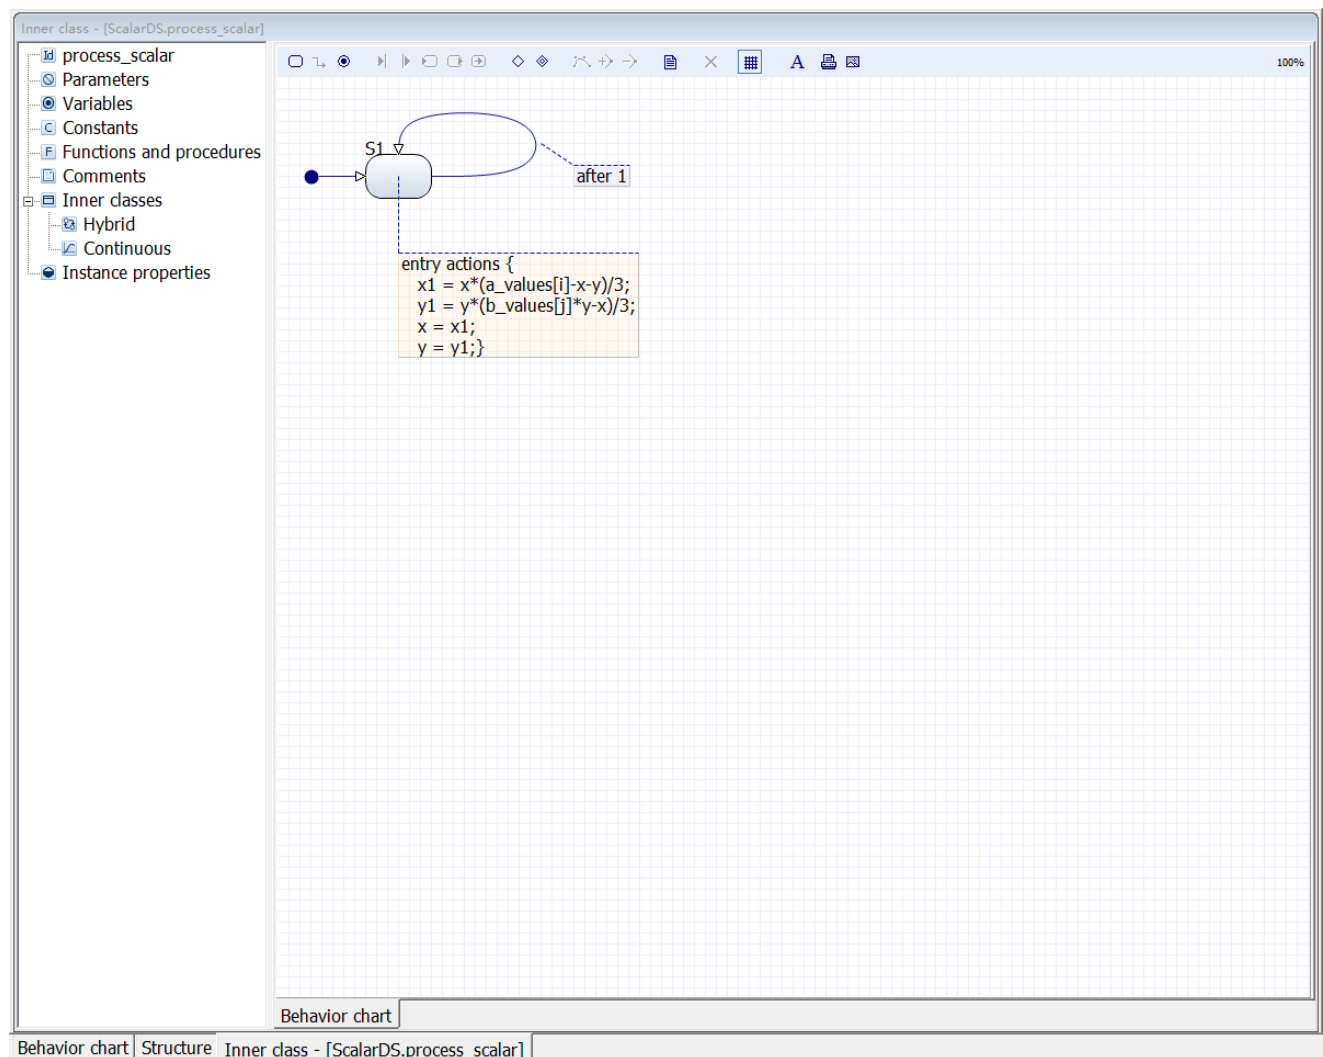 Inner class - [ScalarDS.process_scalar]
process_scalar
Parameters
Variables
Constants
Functions and procedures
Comments
Inner classes
Hybrid
Continuous
Instance properties
100%
S1
after 1
entry actions {
x1 = x*(a_values[i]-x-y)/3;
y1 = y*(b_values[j]*y-x)/3;
x = x1;
y = y1;}
Behavior chart
Behavior chart Structure Inner class - [ScalarDS.process_scalar]